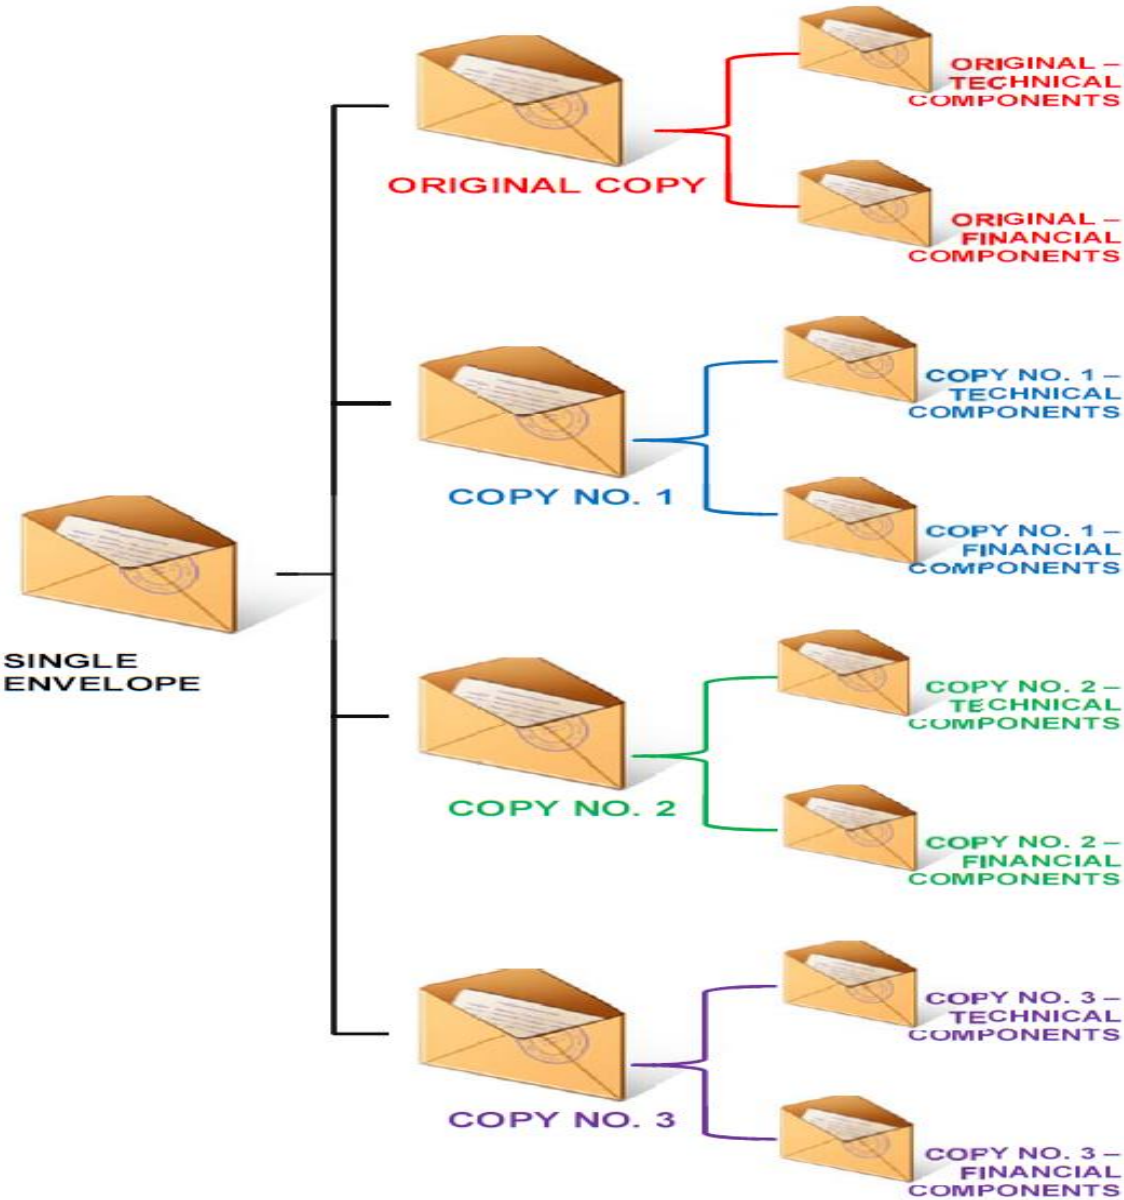 ORIGINAL –
TECHNICAL
COMPONENTS
ORIGINAL COPY
ORIGINAL –
FINANCIAL
COMPONENTS
COPY NO. 1 –
TECHNICAL
COMPONENTS
COPY NO. 1
COPY NO. 1 –
FINANCIAL
COMPONENTS
SINGLE
ENVELOPE
COPY NO. 2 –
TECHNICAL
COMPONENTS
COPY NO. 2
COPY NO. 2 –
FINANCIAL
COMPONENTS
COPY NO. 3 –
TECHNICAL
COMPONENTS
COPY NO. 3
COPY NO. 3 –
FINANCIAL
COMPONENTS